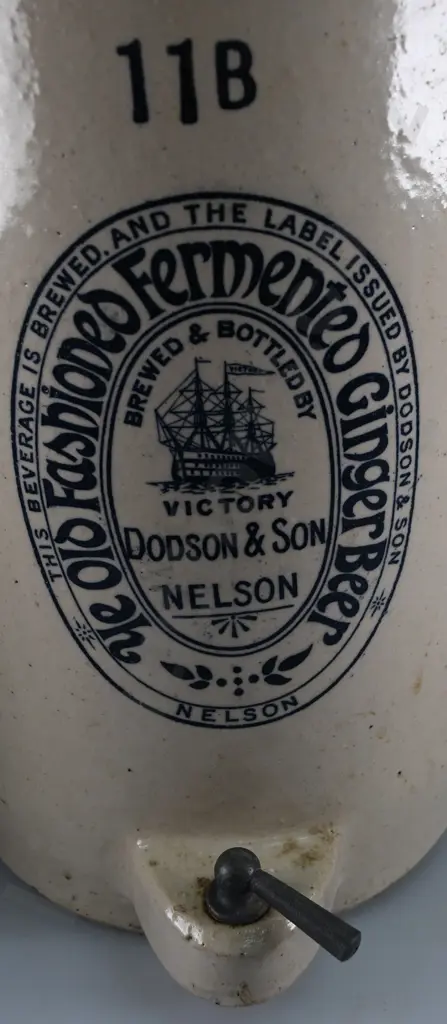 11B
THIS BEVERAGE IS BREWED. AND THE LABEL ISSUED BY DODSON & SON
Ye Old Fashioned Fermented Ginger Beer
BREWED & BOTTLED BY
VICTORY
DODSON & SON
NELSON
NELSON